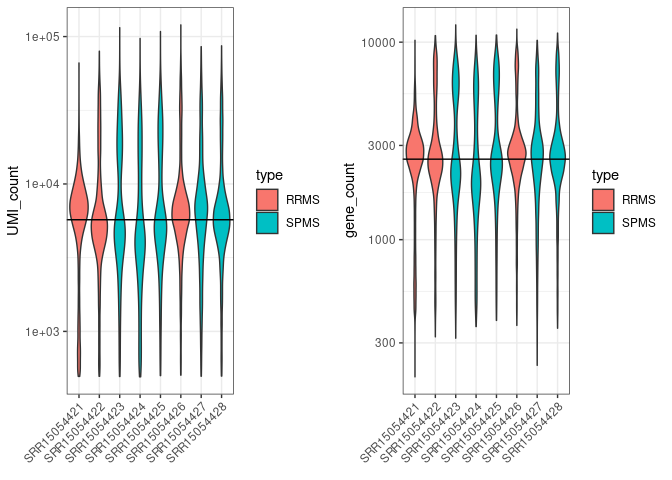 UMI_count
1e+05
1e+04
1e+03
SRR15054421
SRR15054422
SRR15054423
SRR15054424
SRR15054425
SRR15054426
SRR15054427
SRR15054428
type
RRMS
SPMS
gene_count
10000
3000
1000
300
SRR15054421
SRR15054422
SRR15054423
SRR15054424
SRR15054425
SRR15054426
SRR15054427
SRR15054428
type
RRMS
SPMS